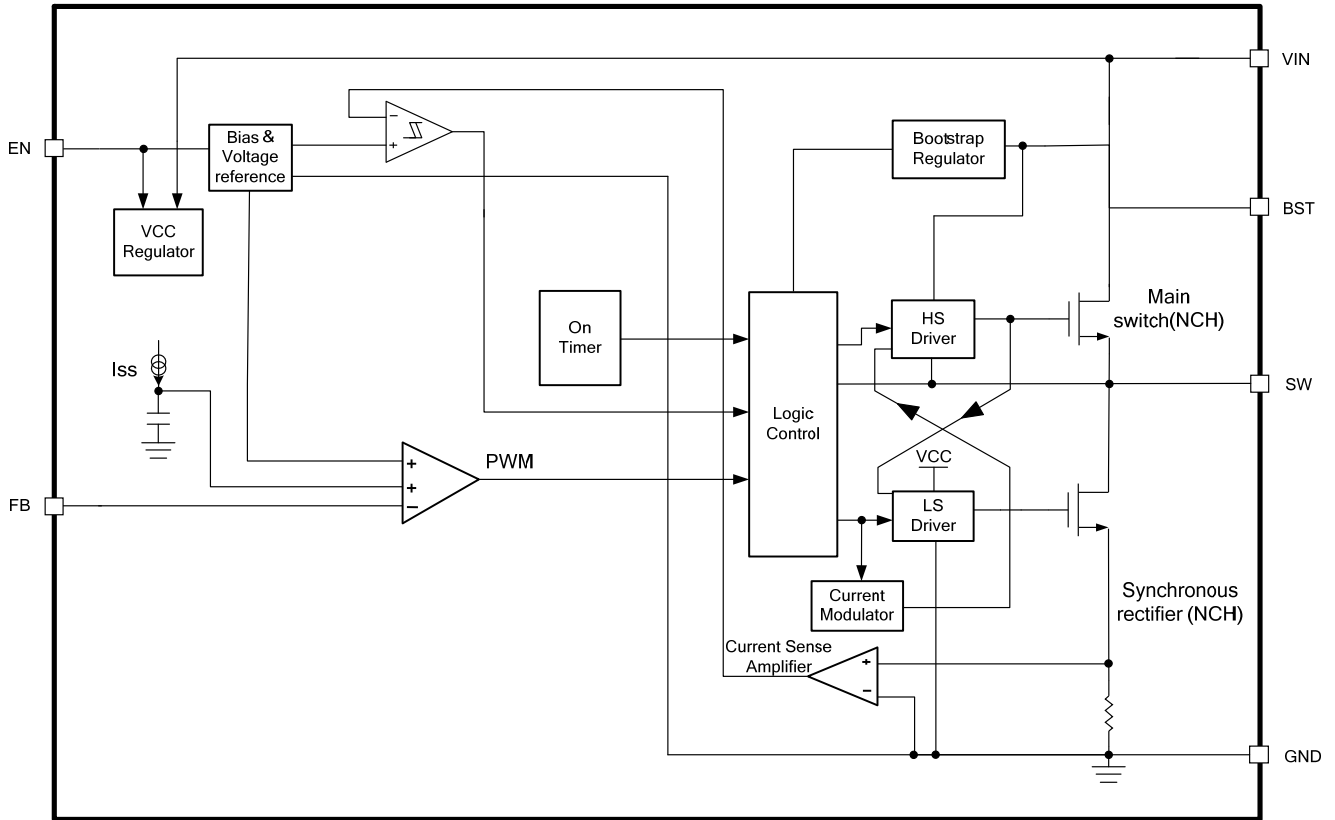 VIN
EN
Bias &
Voltage
reference
−
+
Bootstrap
Regulator
BST
VCC
Regulator
On
Timer
HS
Driver
Main
switch(NCH)
Iss
SW
Logic
Control
VCC
+
+
−
PWM
FB
LS
Driver
Current
Modulator
Synchronous
rectifier (NCH)
Current Sense
Amplifier
+
−
GND